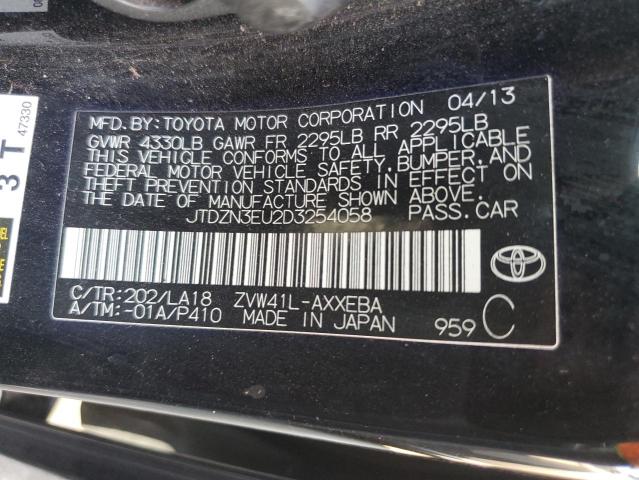 MFD. BY: TOYOTA MOTOR CORPORATION 04/13
GVWR 4330LB GAWR FR 2295LB RR 2295LB
THIS VEHICLE CONFORMS TO ALL APPLICABLE
FEDERAL MOTOR VEHICLE SAFETY, BUMPER, AND
THEFT PREVENTION STANDARDS IN EFFECT ON
THE DATE OF MANUFACTURE SHOWN ABOVE.
JTDZN3EU2D3254058 PASS. CAR
C/TR: 202/LA18 ZVW41L-AXXEBA
A/TM: -01A/P410 MADE IN JAPAN 959 C
47330
3 T